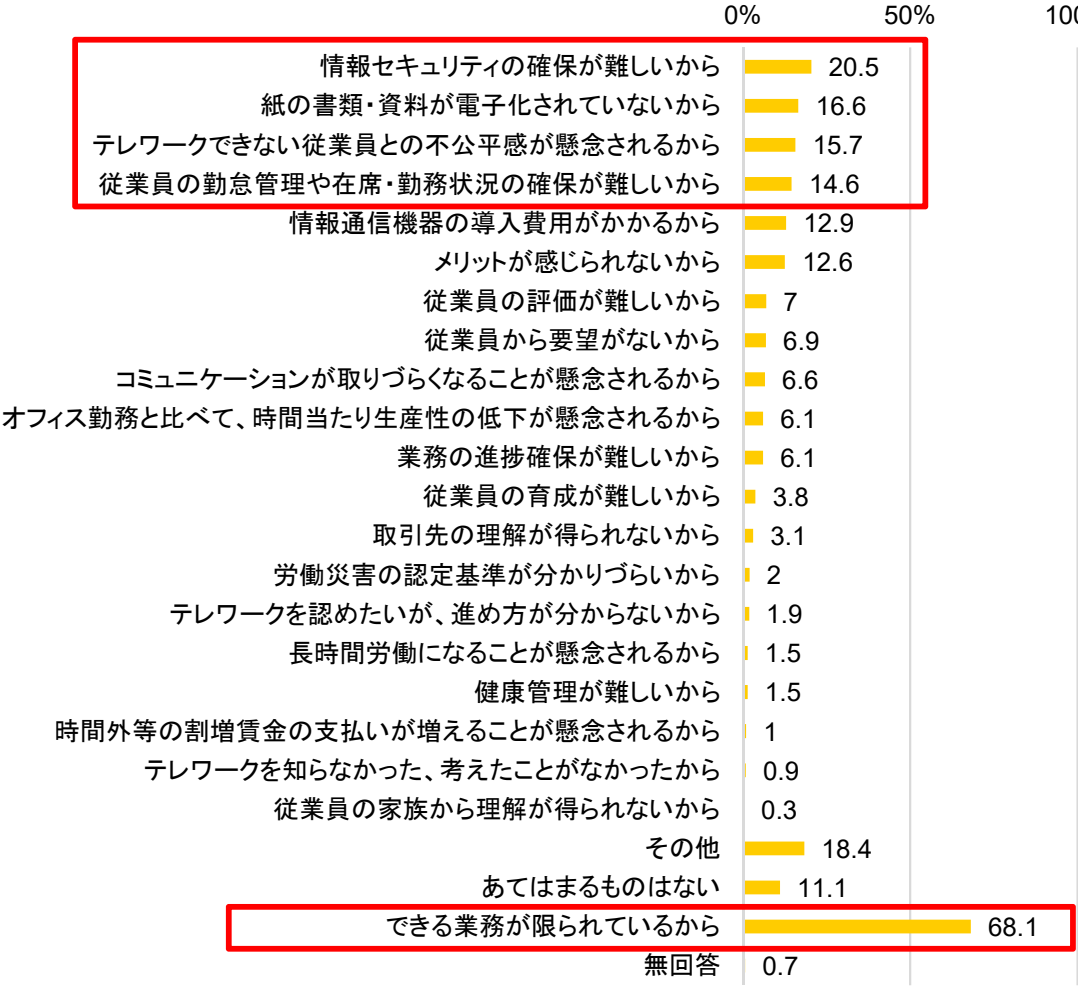 0% 50% 100
情報セキュリティの確保が難しいから 20.5
紙の書類・資料が電子化されていないから 16.6
テレワークできない従業員との不公平感が懸念されるから 15.7
従業員の勤怠管理や在席・勤務状況の確保が難しいから 14.6
情報通信機器の導入費用がかかるから 12.9
メリットが感じられないから 12.6
従業員の評価が難しいから 7
従業員から要望がないから 6.9
コミュニケーションが取りづらくなることが懸念されるから 6.6
オフィス勤務と比べて、時間当たり生産性の低下が懸念されるから 6.1
業務の進捗確保が難しいから 6.1
従業員の育成が難しいから 3.8
取引先の理解が得られないから 3.1
労働災害の認定基準が分かりづらいから 2
テレワークを認めたいが、進め方が分からないから 1.9
長時間労働になることが懸念されるから 1.5
健康管理が難しいから 1.5
時間外等の割増賃金の支払いが増えることが懸念されるから 1
テレワークを知らなかった、考えたことがなかったから 0.9
従業員の家族から理解が得られないから 0.3
その他 18.4
あてはまるものはない 11.1
できる業務が限られているから 68.1
無回答 0.7